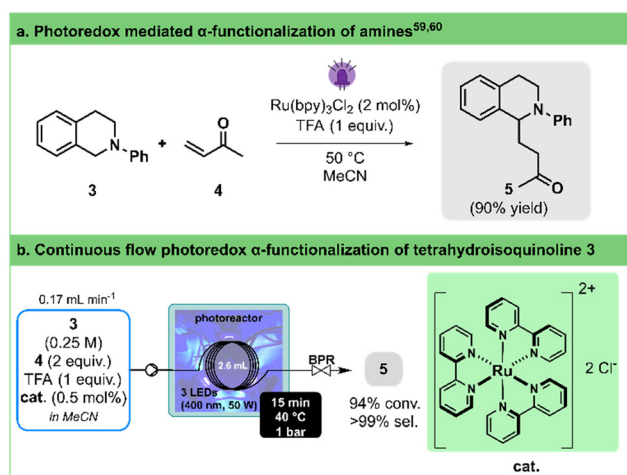 a. Photoredox mediated α-functionalization of amines59,60
N
Ph
3
+
O
4
Ru(bpy)3Cl2 (2 mol%)
TFA (1 equiv.)
50 °C
MeCN
N
Ph
5
O
(90% yield)
b. Continuous flow photoredox α-functionalization of tetrahydroisoquinoline 3
0.17 mL min-1
3
(0.25 M)
4 (2 equiv.)
TFA (1 equiv.)
cat. (0.5 mol%)
in MeCN
photoreactor
2.6 mL
3 LEDs
(400 nm, 50 W)
15 min
40 °C
1 bar
BPR
5
94% conv.
>99% sel.
2+
N
N
N
Ru
N
N
N
2 Cl-
cat.